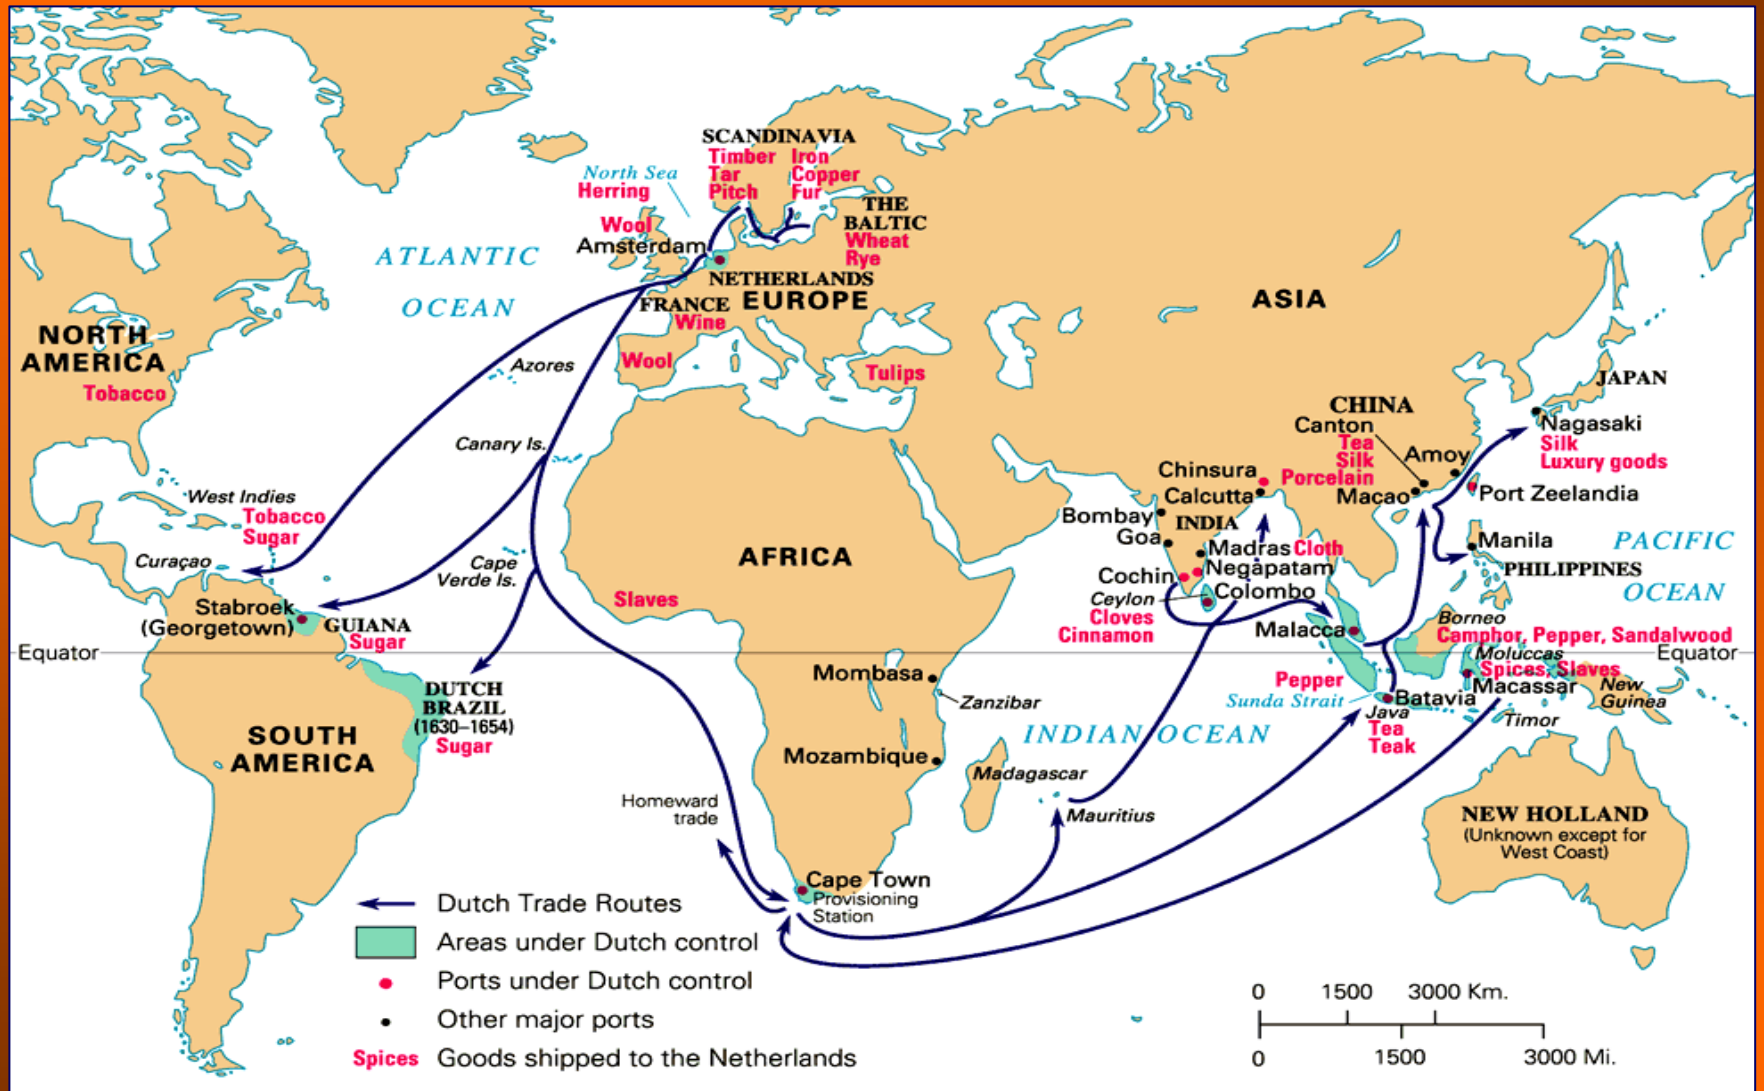 SCANDINAVIA
Timber
Tar
Pitch
Iron
Copper
Fur
North Sea
Herring
THE
BALTIC
Wheat
Rye
Wool
Amsterdam
NETHERLANDS
EUROPE
FRANCE
Wine
Wool
Tulips
ATLANTIC
OCEAN
ASIA
NORTH
AMERICA
Tobacco
Azores
Canary Is.
West Indies
Tobacco
Sugar
Curaçao
Cape
Verde Is.
Stabroek
(Georgetown)
GUIANA
Sugar
Equator
DUTCH
BRAZIL
(1630–1654)
Sugar
SOUTH
AMERICA
AFRICA
Slaves
Mombasa
Zanzibar
Mozambique
Madagascar
Mauritius
Homeward
trade
Cape Town
Provisioning
Station
INDIAN OCEAN
JAPAN
Nagasaki
Silk
Luxury goods
CHINA
Canton
Tea
Silk
Porcelain
Amoy
Macao
Port Zeelandia
Chinsura
Calcutta
Bombay
INDIA
Goa
Madras
Cloth
Negapatam
Cochin
Ceylon
Colombo
Cloves
Cinnamon
Manila
PHILIPPINES
PACIFIC
OCEAN
Malacca
Borneo
Camphor, Pepper, Sandalwood
Equator
Moluccas
Spices, Slaves
Pepper
Macassar
New
Guinea
Sunda Strait
Batavia
Java
Tea
Teak
Timor
NEW HOLLAND
(Unknown except for
West Coast)
Dutch Trade Routes
Areas under Dutch control
Ports under Dutch control
Other major ports
Spices Goods shipped to the Netherlands
0 1500 3000 Km.
0 1500 3000 Mi.